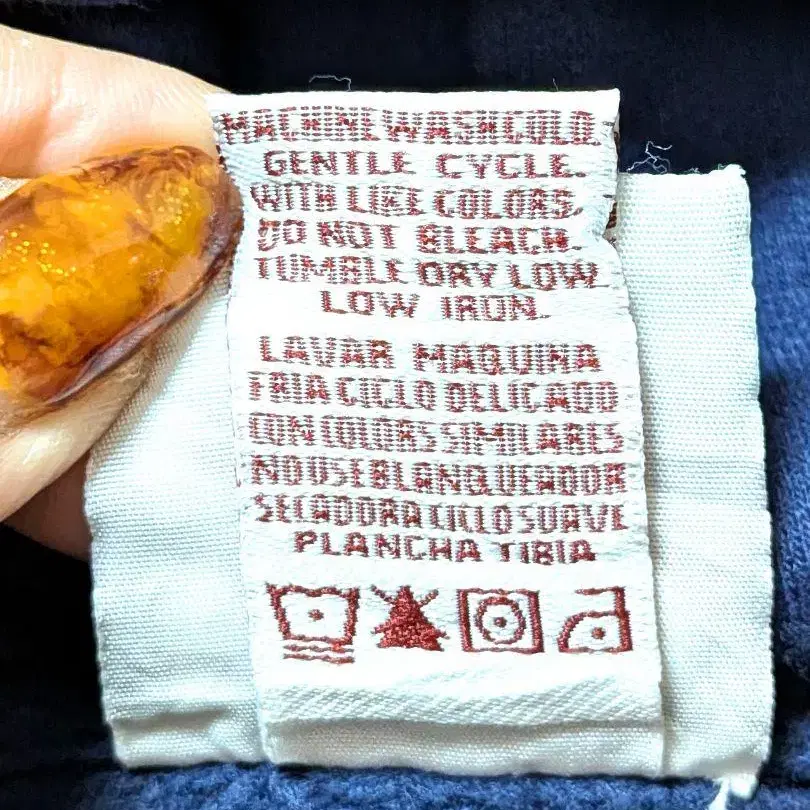 MACHINE WASH COLD.
GENTLE CYCLE.
WITH LIKE COLORS.
DO NOT BLEACH.
TUMBLE DRY LOW
LOW IRON.
LAVAR MAQUINA
FRIA CICLO DELICADO
CON COLORS SIMILARES
NO USE BLANQUEADOR
SECADORA CICLO SUAVE
PLANCHA TIBIA